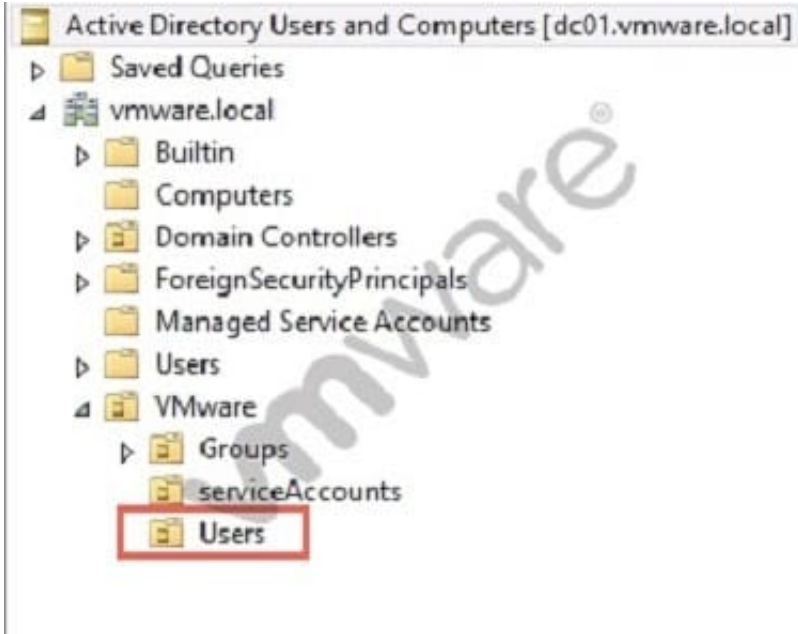 Active Directory Users and Computers [dc01.vmware.local]
Saved Queries
vmware.local
Builtin
Computers
Domain Controllers
ForeignSecurityPrincipals
Managed Service Accounts
Users
VMware
Groups
serviceAccounts
Users
vmware®